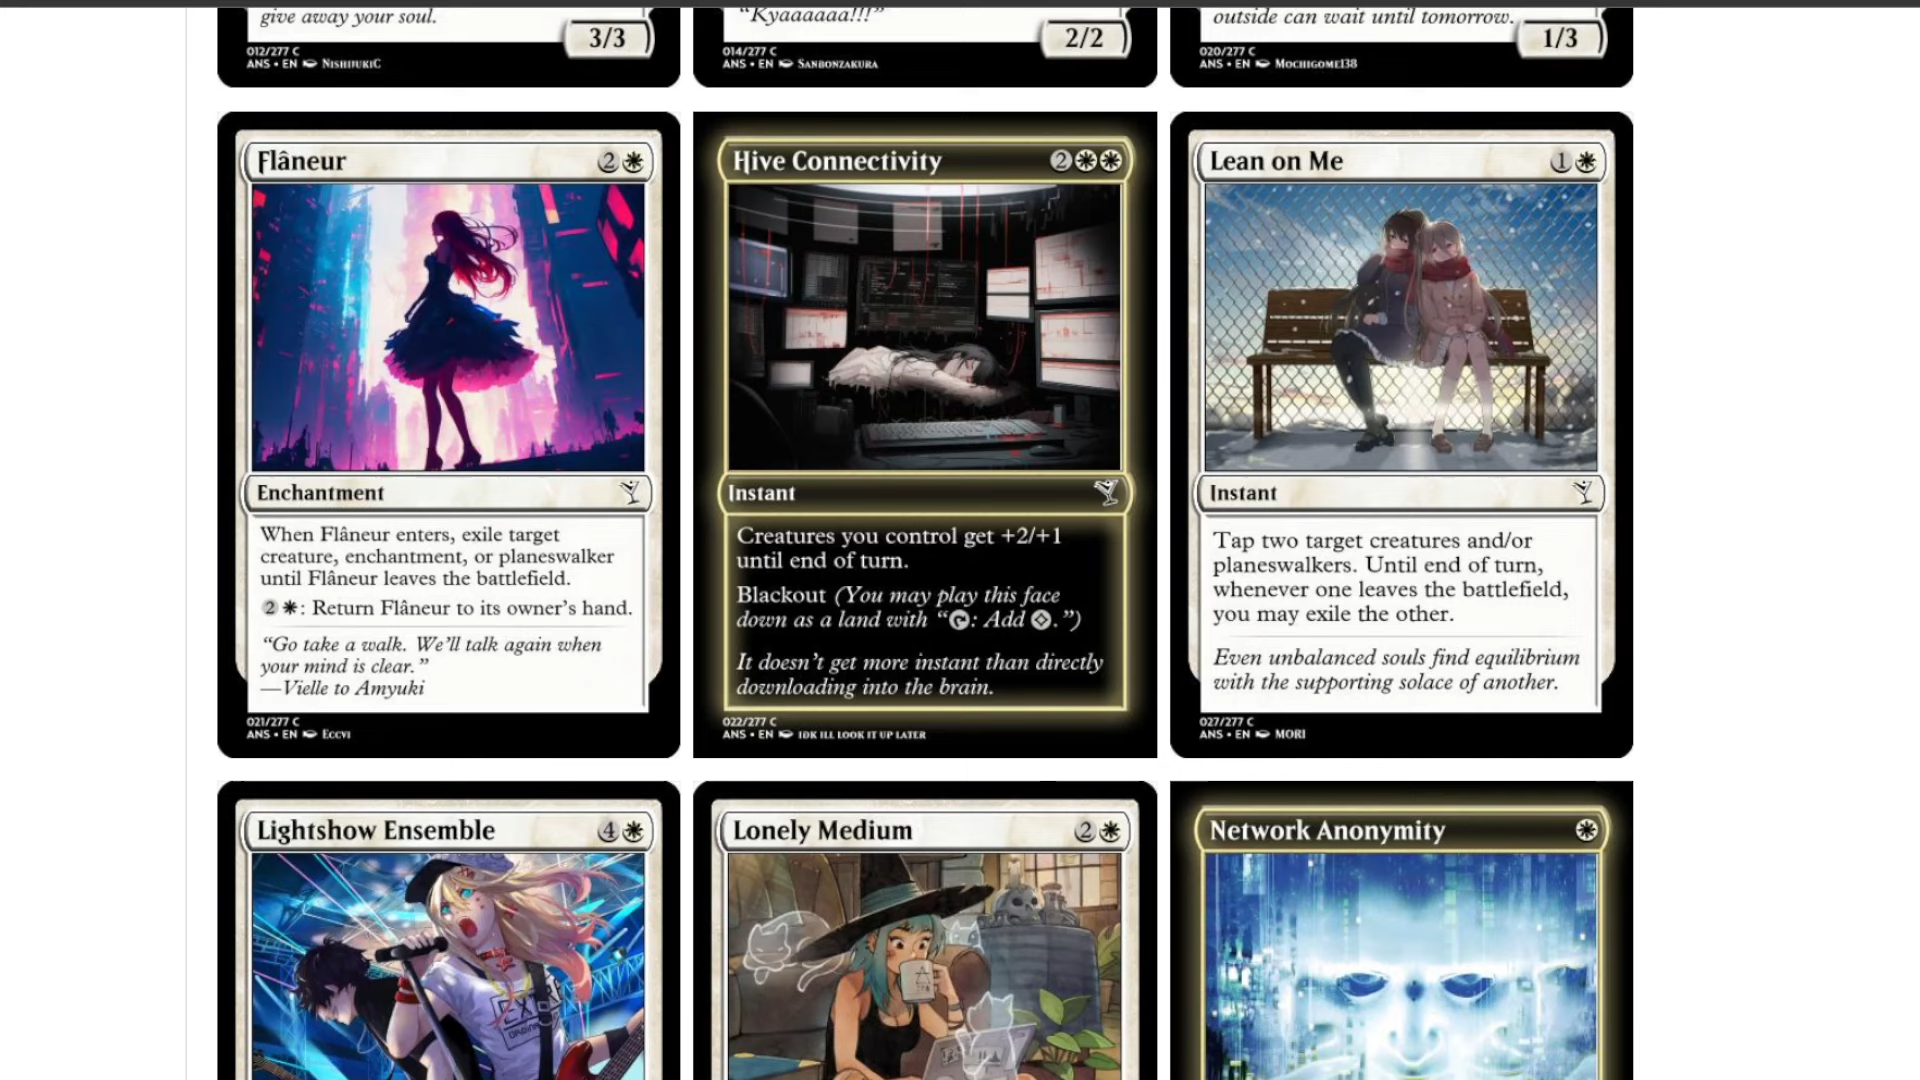 give away your soul.
3/3
012/277 C
ANS • EN NISHIJUKIC
"Kyaaaaaa!!!"
2/2
014/277 C
ANS • EN SANBONZAKURA
outside can wait until tomorrow.
1/3
020/277 C
ANS • EN MOCHIGOME138
Flâneur 2
Enchantment
When Flâneur enters, exile target
creature, enchantment, or planeswalker
until Flâneur leaves the battlefield.
2 : Return Flâneur to its owner's hand.
"Go take a walk. We'll talk again when
your mind is clear."
—Vielle to Amyuki
021/277 C
ANS • EN ECCVI
Hive Connectivity 2
Instant
Creatures you control get +2/+1
until end of turn.
Blackout (You may play this face
down as a land with " : Add .")
It doesn't get more instant than directly
downloading into the brain.
022/277 C
ANS • EN IDK ILL LOOK IT UP LATER
Lean on Me 1
Instant
Tap two target creatures and/or
planeswalkers. Until end of turn,
whenever one leaves the battlefield,
you may exile the other.
Even unbalanced souls find equilibrium
with the supporting solace of another.
027/277 C
ANS • EN MORI
Lightshow Ensemble 4
Lonely Medium 2
Network Anonymity